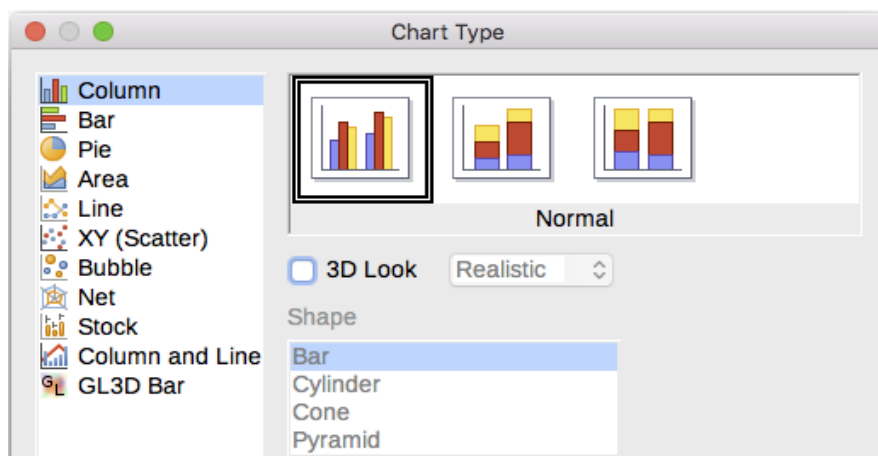 Chart Type
Column
Bar
Pie
Area
Line
XY (Scatter)
Bubble
Net
Stock
Column and Line
GL GL3D Bar
Normal
3D Look Realistic
Shape
Bar
Cylinder
Cone
Pyramid